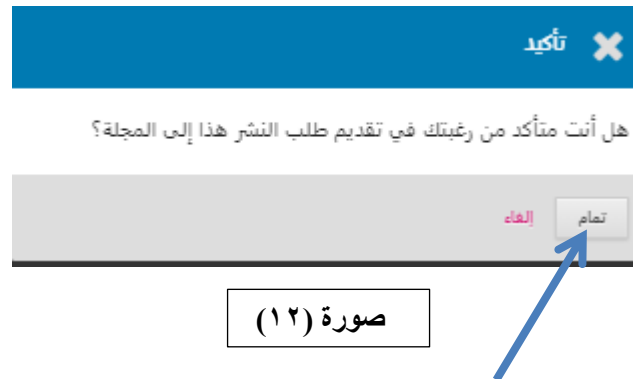 تأكيد
هل أنت متأكد من رغبتك في تقديم طلب النشر هذا إلى المجلة؟
تمام إلغاء
صورة (١٢)